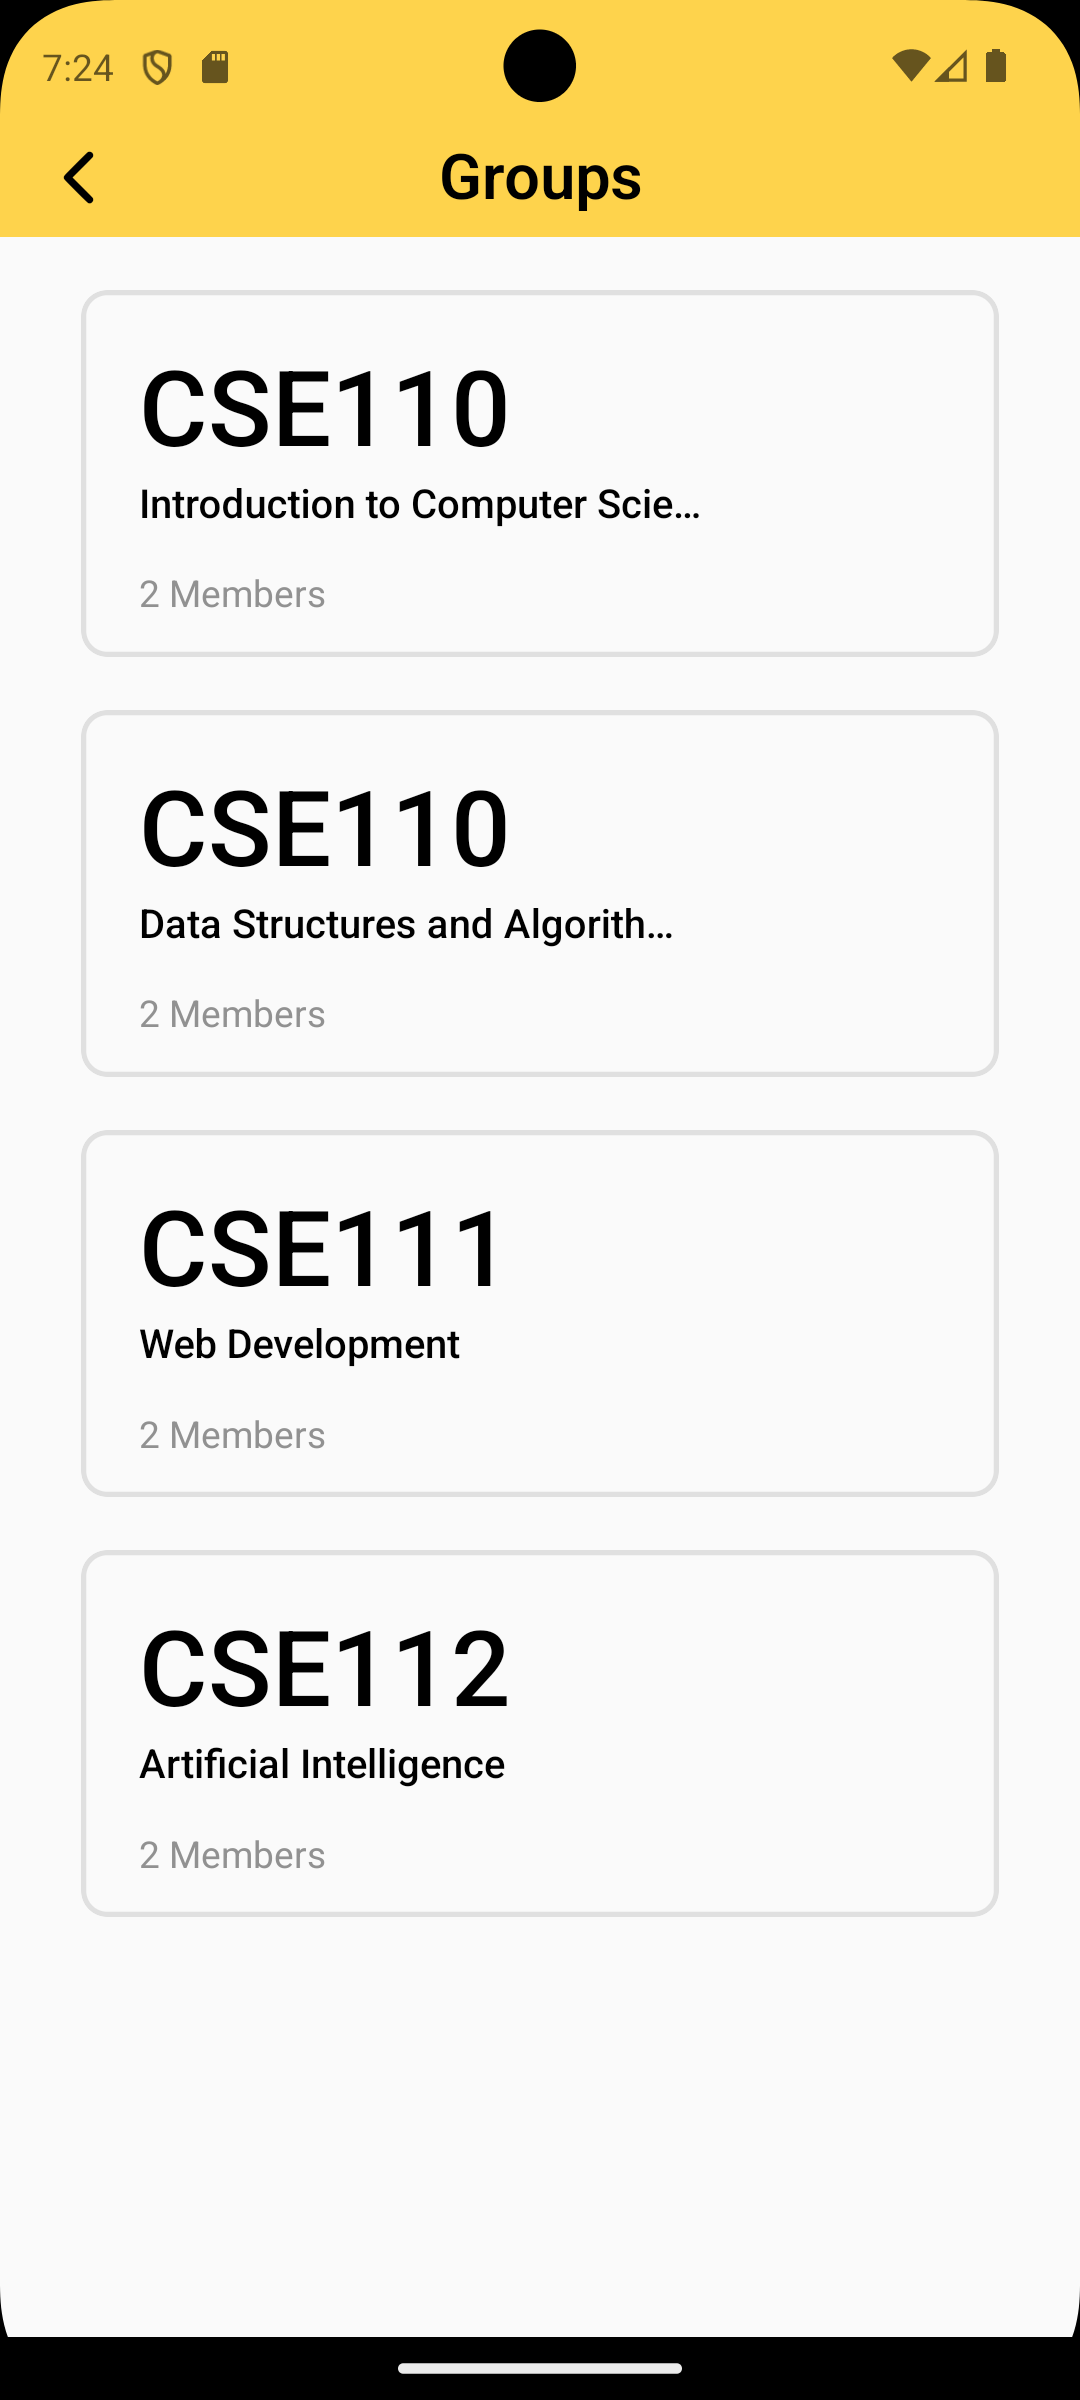 7:24
Groups
CSE110
Introduction to Computer Scie...
2 Members
CSE110
Data Structures and Algorith...
2 Members
CSE111
Web Development
2 Members
CSE112
Artificial Intelligence
2 Members